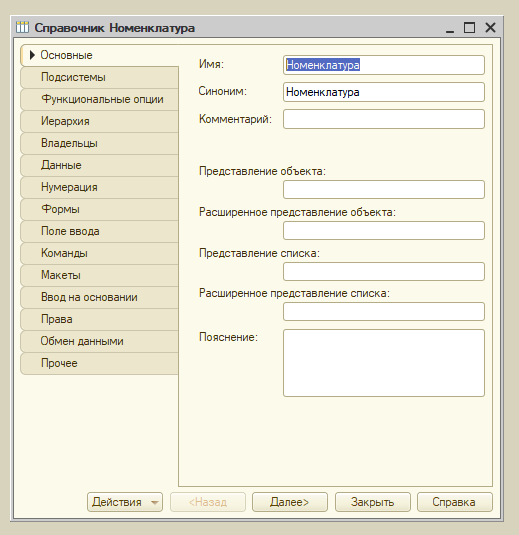 Справочник Номенклатура
Основные
Подсистемы
Функциональные опции
Иерархия
Владельцы
Данные
Нумерация
Формы
Поле ввода
Команды
Макеты
Ввод на основании
Права
Обмен данными
Прочее
Имя: Номенклатура
Синоним: Номенклатура
Комментарий:
Представление объекта:
Расширенное представление объекта:
Представление списка:
Расширенное представление списка:
Пояснение:
Действия <Назад Далее> Закрыть Справка